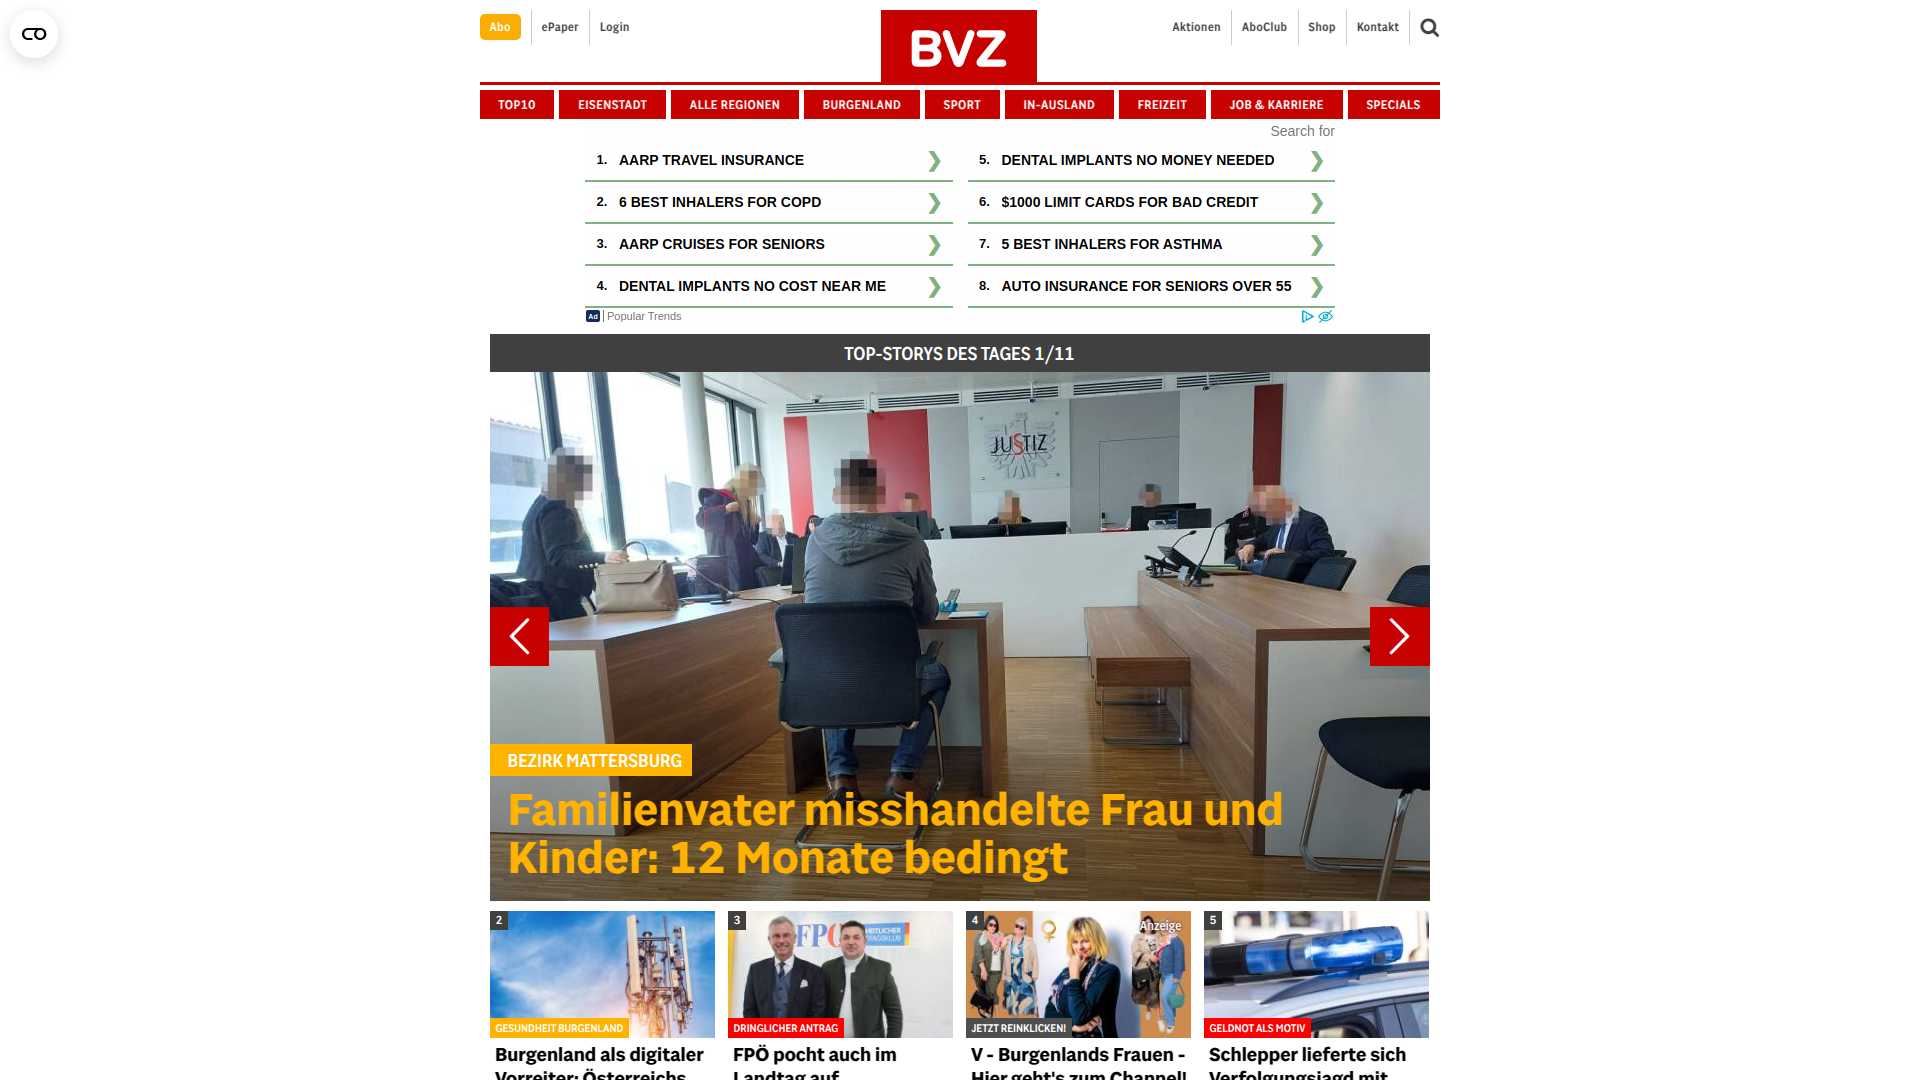 Abo
ePaper
Login
BVZ
Aktionen
AboClub
Shop
Kontakt
TOP10
EISENSTADT
ALLE REGIONEN
BURGENLAND
SPORT
IN-AUSLAND
FREIZEIT
JOB & KARRIERE
SPECIALS
Search for
1. AARP TRAVEL INSURANCE
2. 6 BEST INHALERS FOR COPD
3. AARP CRUISES FOR SENIORS
4. DENTAL IMPLANTS NO COST NEAR ME
5. DENTAL IMPLANTS NO MONEY NEEDED
6. $1000 LIMIT CARDS FOR BAD CREDIT
7. 5 BEST INHALERS FOR ASTHMA
8. AUTO INSURANCE FOR SENIORS OVER 55
Ad | Popular Trends
TOP-STORYS DES TAGES 1/11
JUSTIZ
BEZIRK MATTERSBURG
Familienvater misshandelte Frau und
Kinder: 12 Monate bedingt
2
GESUNDHEIT BURGENLAND
Burgenland als digitaler
Vorreiter: Österreichs
3
FPÖ
DRINGLICHER ANTRAG
FPÖ pocht auch im
Landtag auf
4
Anzeige
JETZT REINKLICKEN!
V - Burgenlands Frauen -
Hier geht's zum Channel!
5
GELDNOT ALS MOTIV
Schlepper lieferte sich
Verfolgungsjagd mit